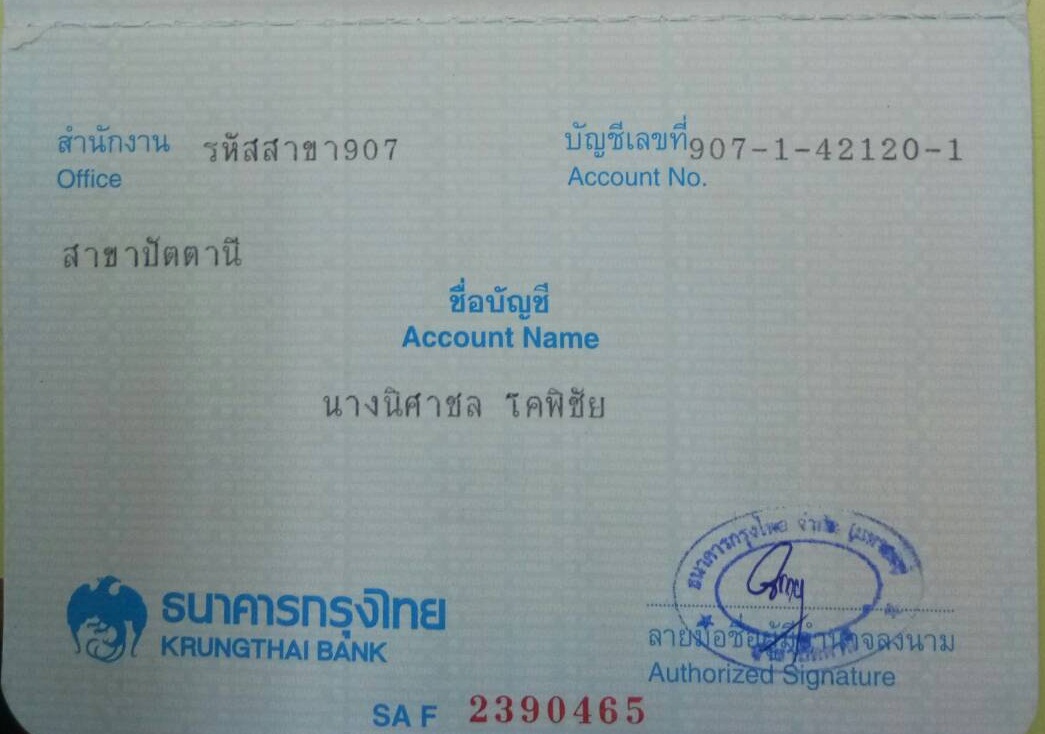 สำนักงาน รหัสสาขา907 บัญชีเลขที่ 907-1-42120-1
Office Account No.
สาขาปัตตานี
ชื่อบัญชี
Account Name
นางนิศาชล โคพิชัย
ธนาคารกรุงไทย จำกัด (มหาชน)
ธนาคารกรุงไทย
KRUNGTHAI BANK
ลายมือชื่อผู้มีอำนาจลงนาม
Authorized Signature
SA F 2390465